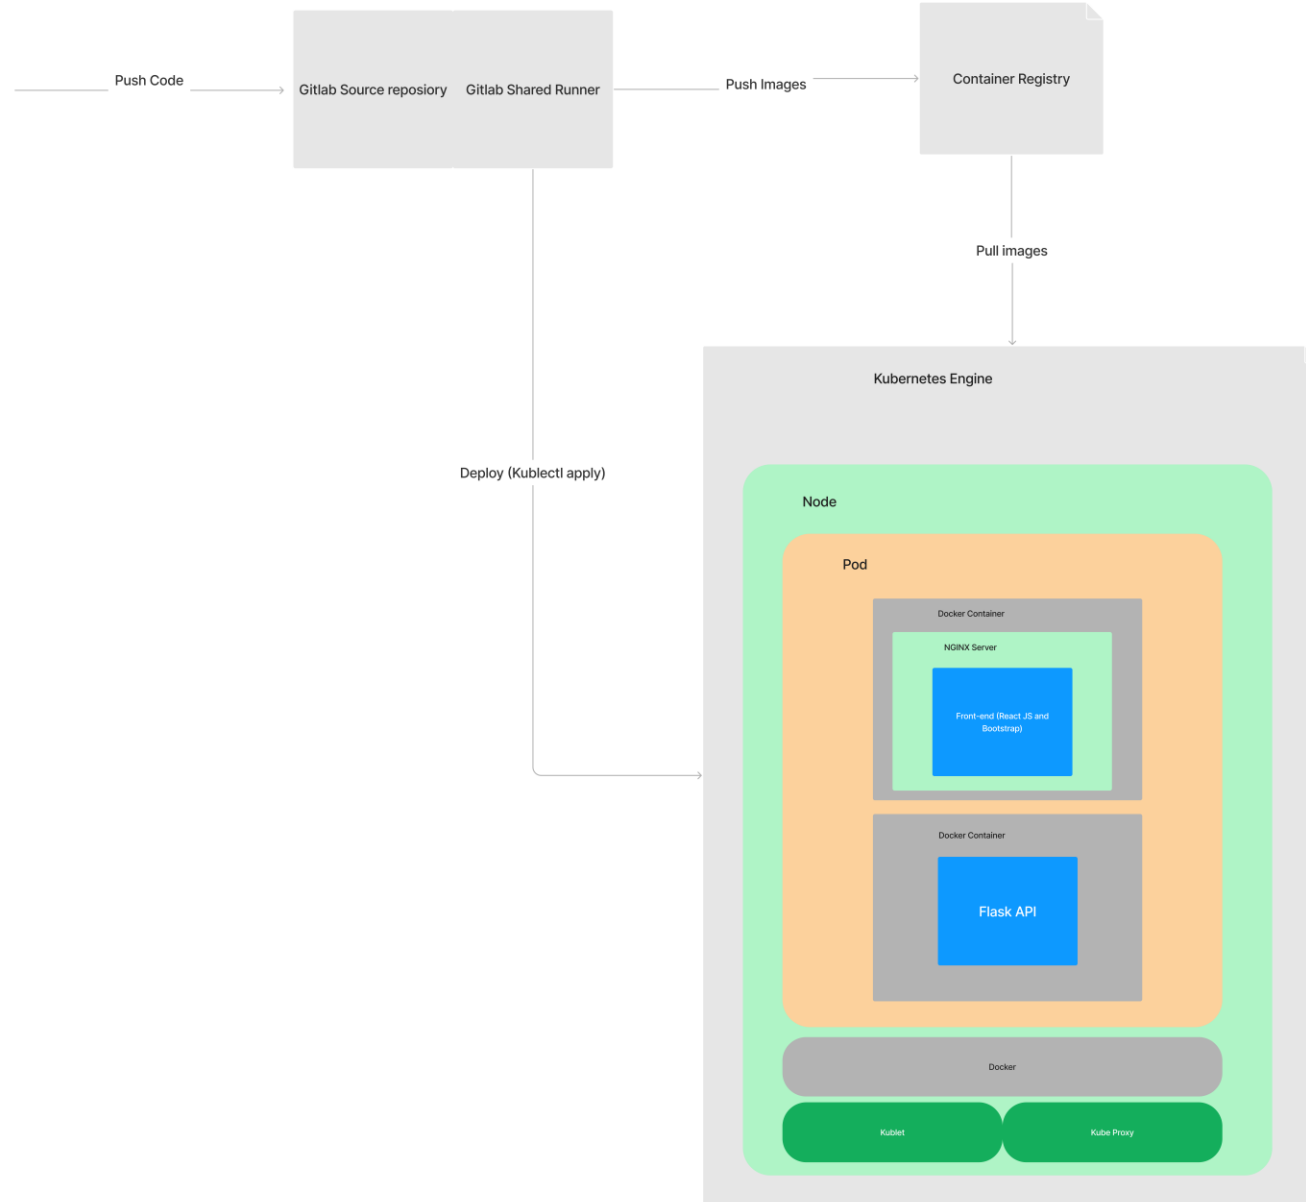 Push Code
Gitlab Source reposiory
Gitlab Shared Runner
Push Images
Container Registry
Pull images
Kubernetes Engine
Deploy (Kublectl apply)
Node
Pod
Docker Container
NGINX Server
Front-end (React JS and
Bootstrap)
Docker Container
Flask API
Docker
Kublet
Kube Proxy